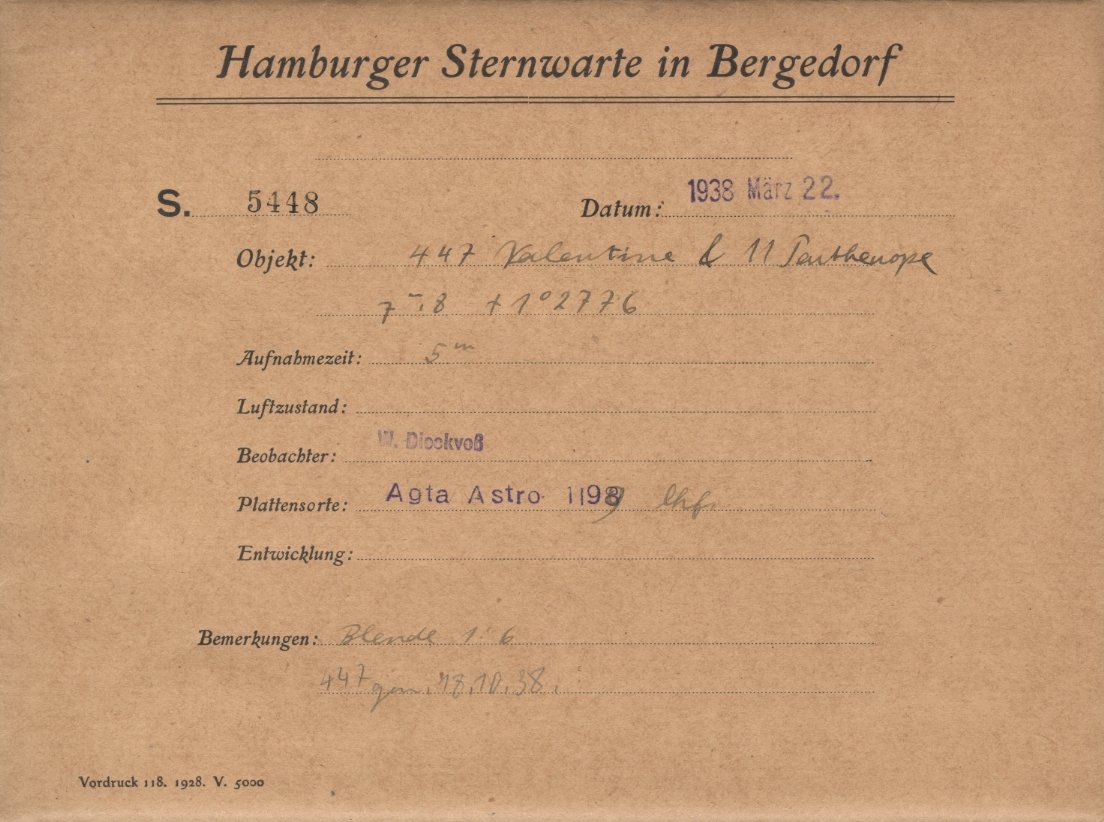 Hamburger Sternwarte in Bergedorf
S. 5448 Datum: 1938 März 22.
Objekt: 447 Valentine & 11 Parthenope
7 8 +1°2776
Aufnahmezeit: 5ᵐ
Luftzustand:
Beobachter: W. Dieckvoß
Plattensorte: Agfa Astro 1199
Entwicklung:
Bemerkungen: Blende 1:6
447 gem. 18.10.38.
Vordruck 118. 1928. V. 5000